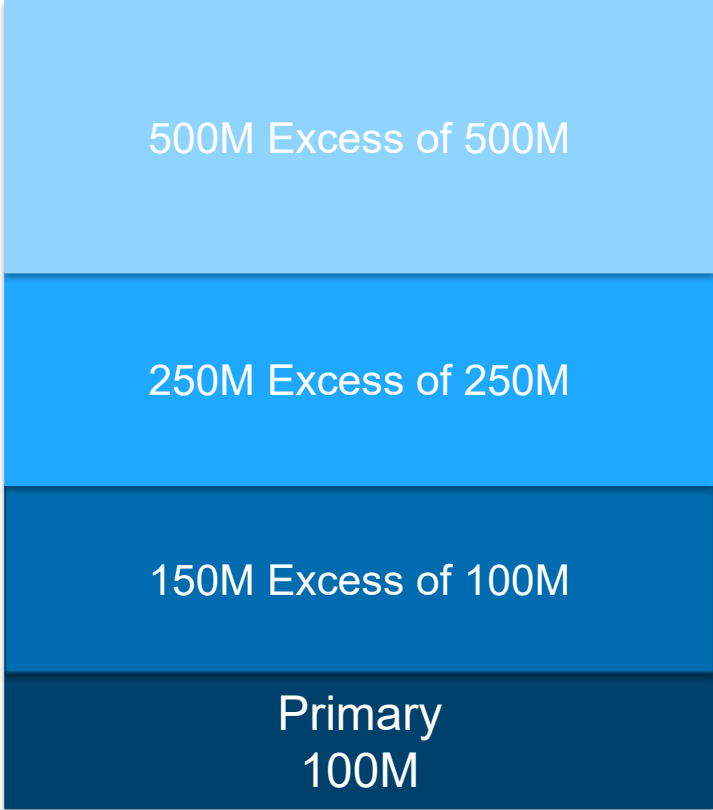 500M Excess of 500M
250M Excess of 250M
150M Excess of 100M
Primary
100M